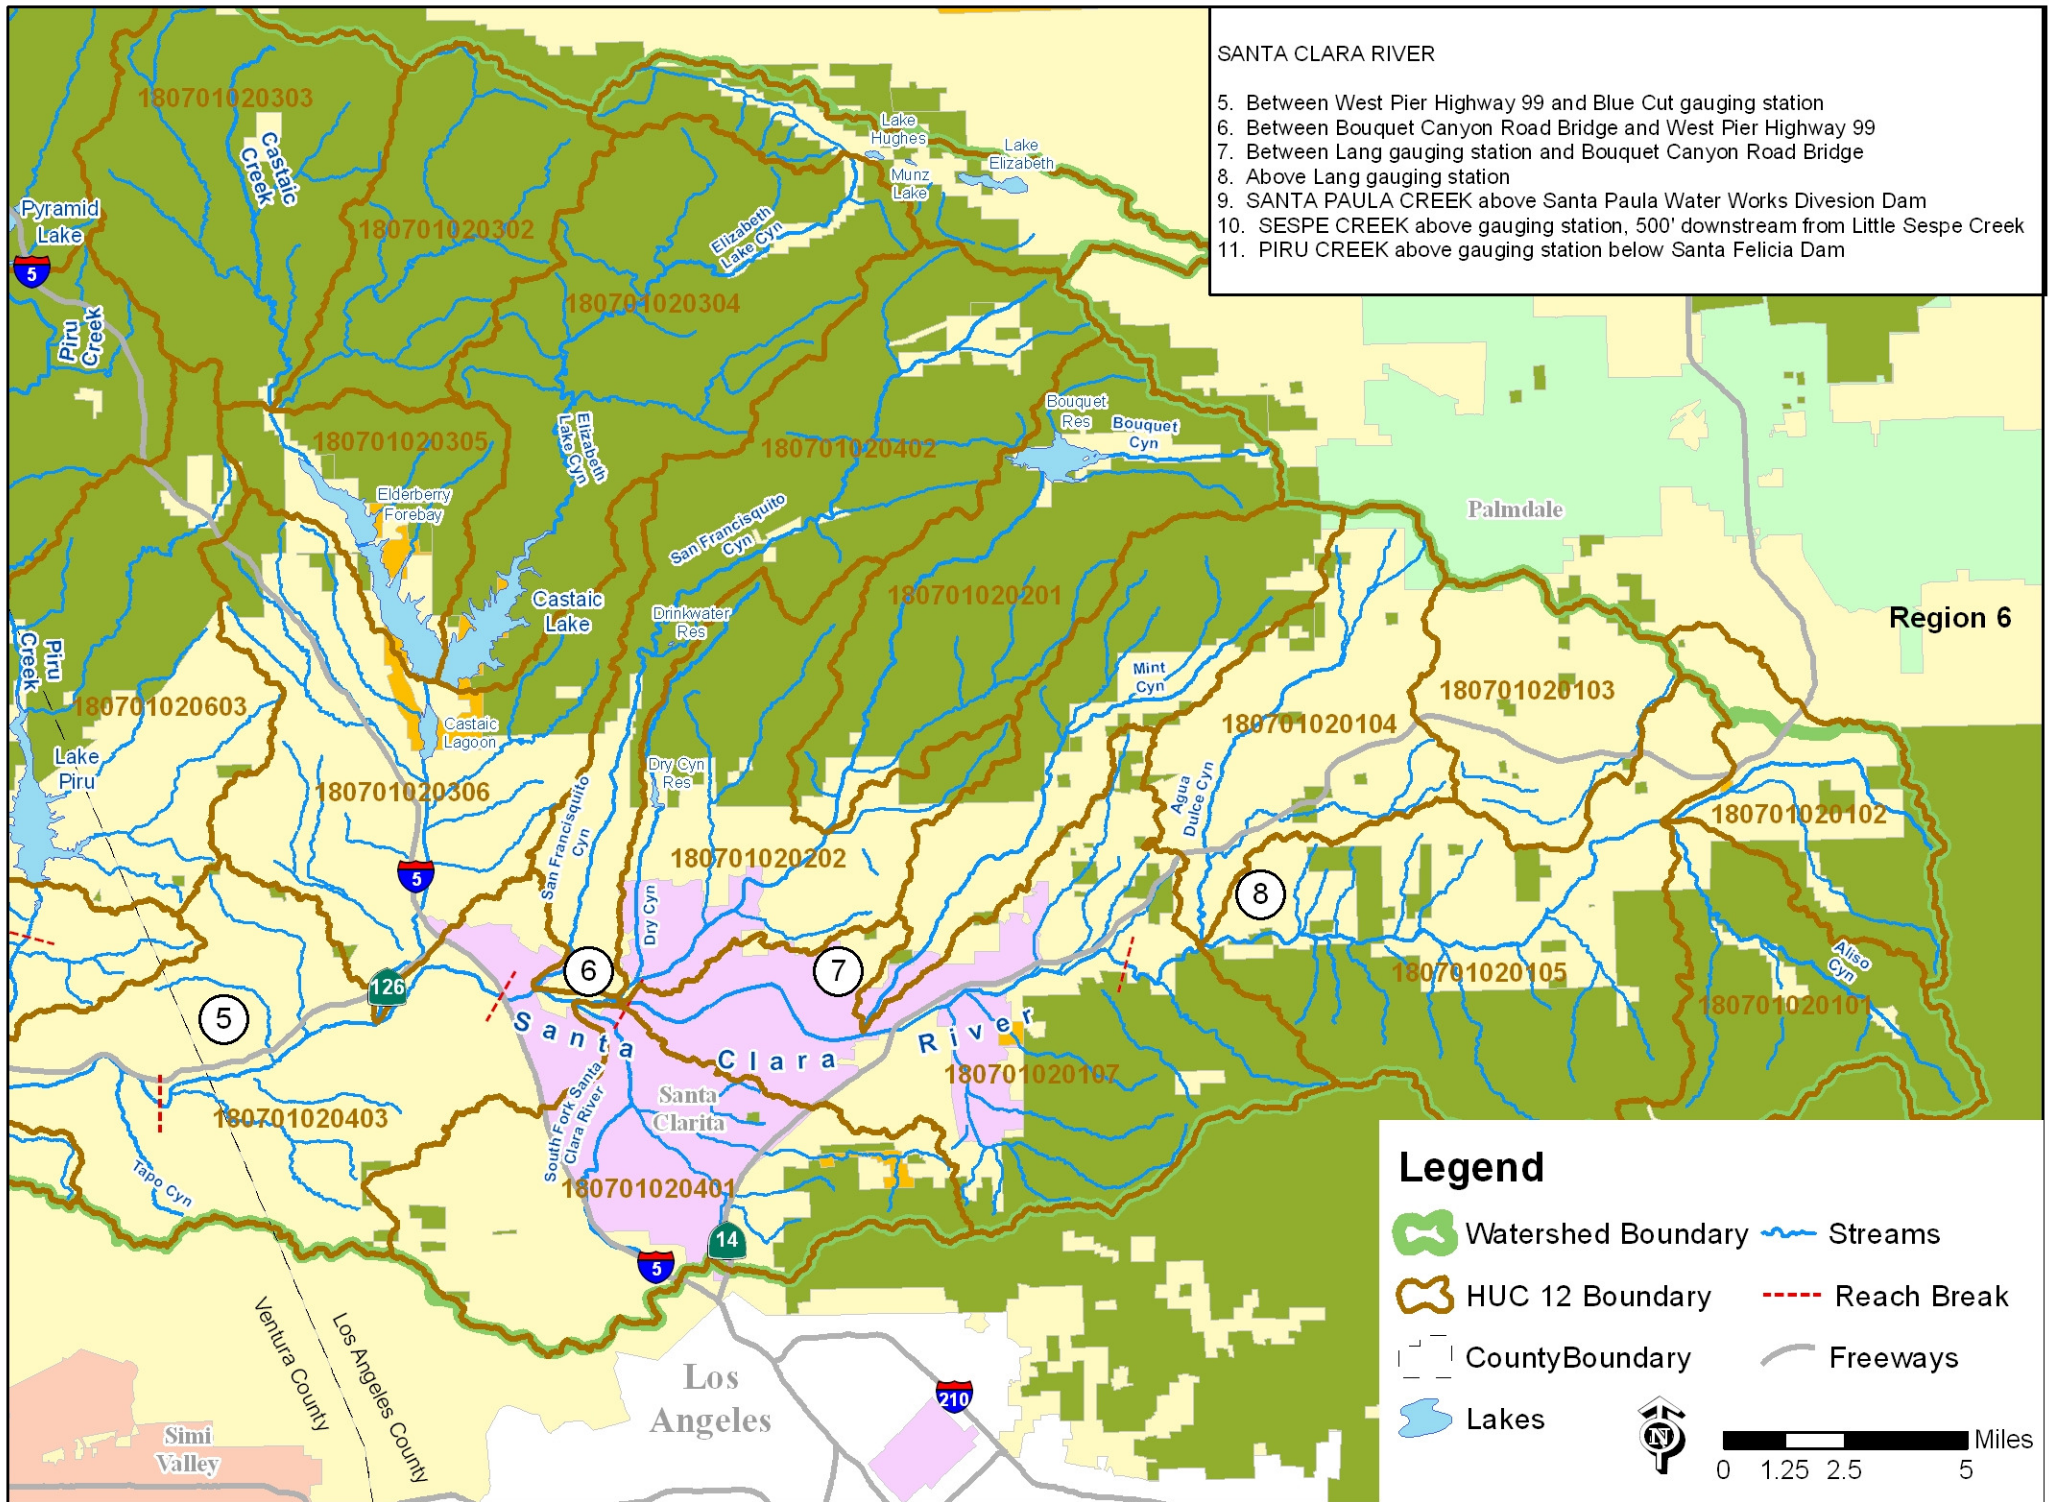 SANTA CLARA RIVER
5. Between West Pier Highway 99 and Blue Cut gauging station
6. Between Bouquet Canyon Road Bridge and West Pier Highway 99
7. Between Lang gauging station and Bouquet Canyon Road Bridge
8. Above Lang gauging station
9. SANTA PAULA CREEK above Santa Paula Water Works Divesion Dam
10. SESPE CREEK above gauging station, 500' downstream from Little Sespe Creek
11. PIRU CREEK above gauging station below Santa Felicia Dam
180701020303
Castaic
Creek
Lake
Hughes
Lake
Elizabeth
Munz
Lake
Pyramid
Lake
180701020302
Elizabeth
Lake Cyn
5
180701020304
Piru
Creek
Bouquet
Res
Bouquet
Cyn
180701020305
Elizabeth
Lake Cyn
180701020402
Elderberry
Forebay
San Francisquito
Cyn
Palmdale
180701020201
Castaic
Lake
Drinkwater
Res
Region 6
Piru
Creek
Mint
Cyn
180701020103
180701020603
180701020104
Castaic
Lagoon
Lake
Piru
Dry Cyn
Res
180701020306
Agua
Dulce Cyn
180701020102
San Francisquito
Cyn
180701020202
5
8
Dry Cyn
Aliso
Cyn
6
7
180701020105
126
180701020101
5
Santa
Clara
River
180701020107
Santa
Clarita
South Fork Santa
Clara River
180701020403
Tapo Cyn
180701020401
14
5
Ventura County
Los Angeles County
Los
Angeles
210
Simi
Valley
Legend
Watershed Boundary
Streams
HUC 12 Boundary
Reach Break
CountyBoundary
Freeways
Lakes
N
Miles
0 1.25 2.5 5